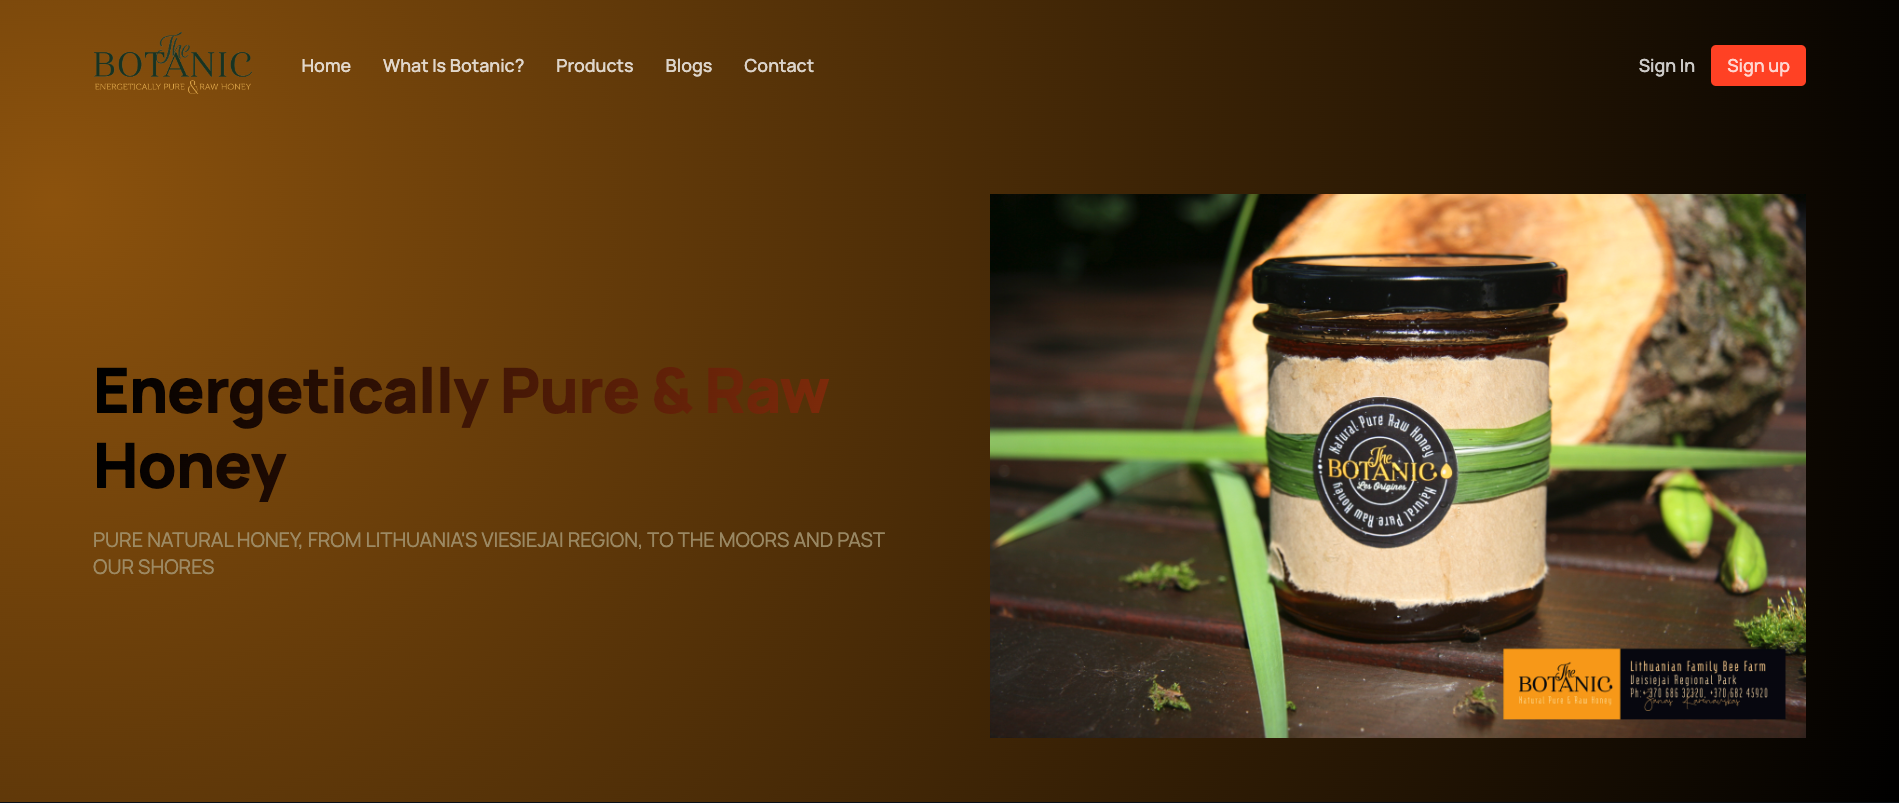 The
BOTANIC
ENERGETICALLY PURE & RAW HONEY
Home
What Is Botanic?
Products
Blogs
Contact
Sign In
Sign up
Energetically Pure & Raw
Honey
PURE NATURAL HONEY, FROM LITHUANIA'S VIESIEJAI REGION, TO THE MOORS AND PAST
OUR SHORES
Natural Pure Raw Honey
The
BOTANIC
Les Origines
Natural Pure Raw Honey
The
BOTANIC
Natural Pure & Raw Honey
Lithuanian Family Bee Farm
Veisiejai Regional Park
Ph:+370 686 32320, +370 682 45920